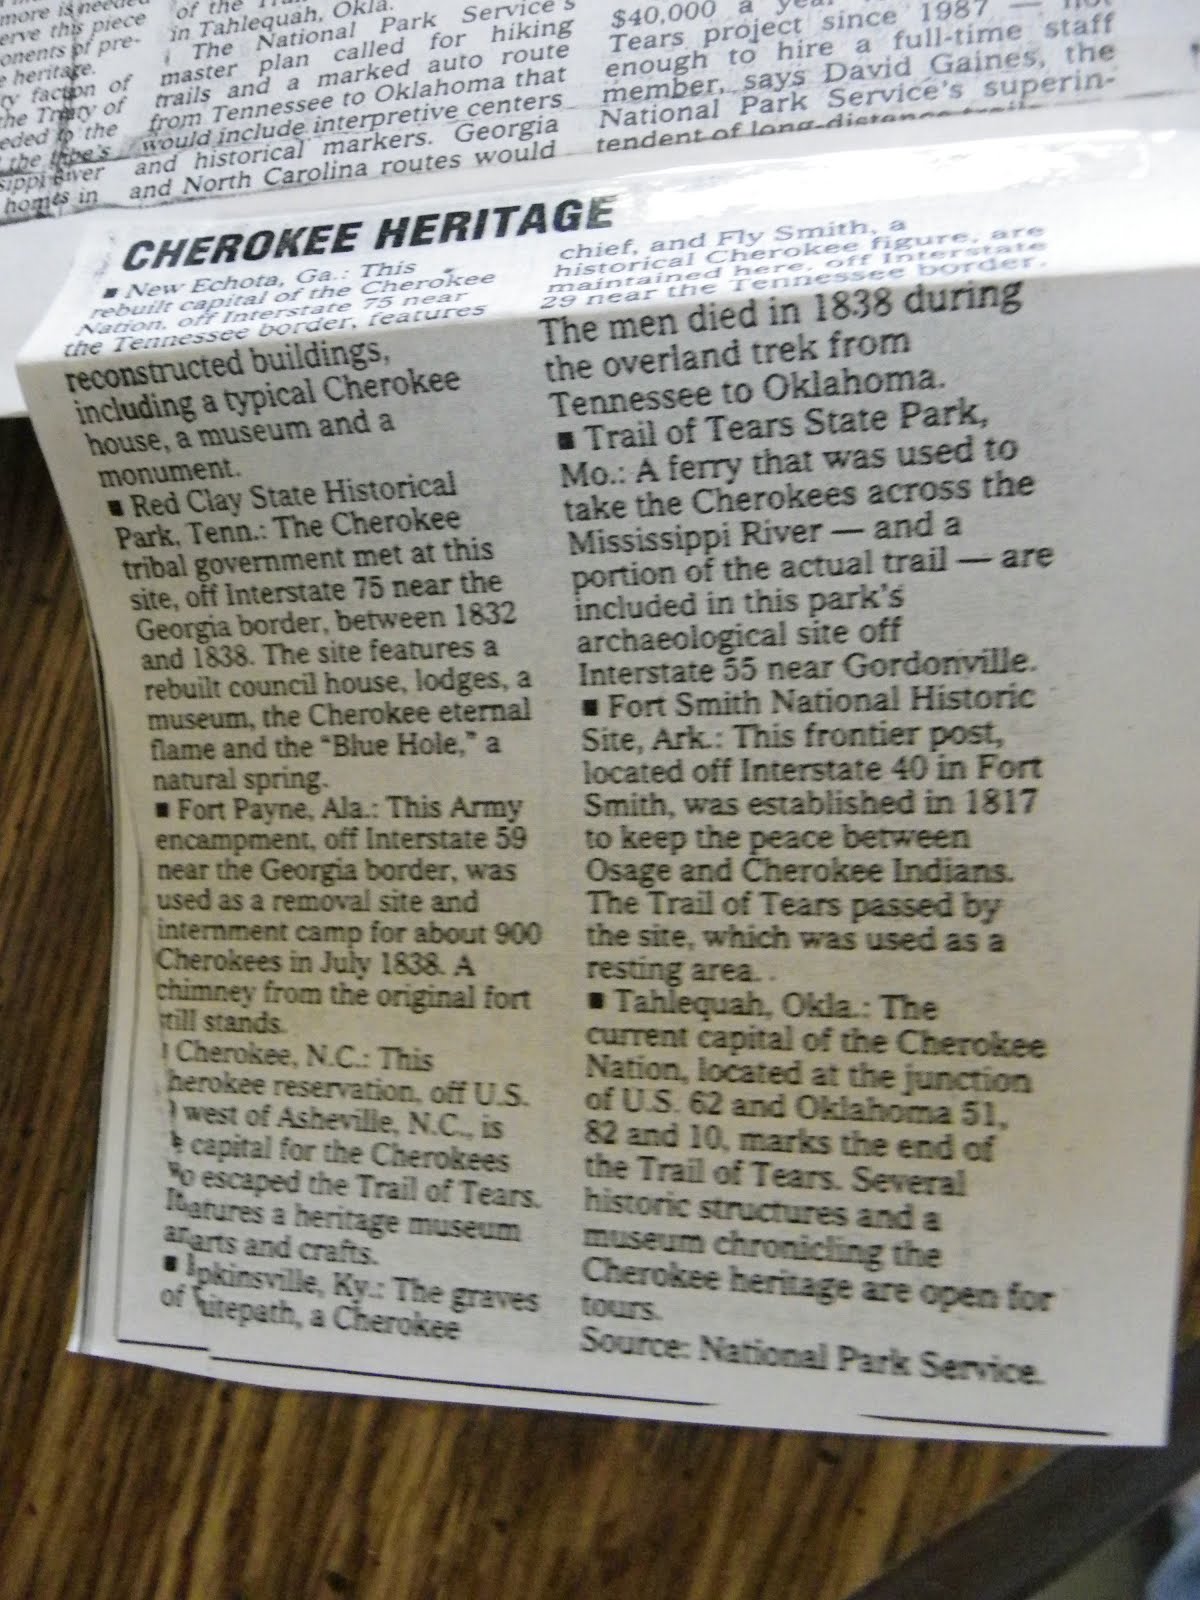 more is needed
erve this piece
onents of pre-
e heritage.
ry faction of
the Treaty of
eded to the
the tribe's
sippi River
homes in
of the
in Tahlequah, Okla.
The National Park Service's
master plan called for hiking
trails and a marked auto route
from Tennessee to Oklahoma that
would include interpretive centers
and historical markers. Georgia
and North Carolina routes would
$40,000 a year
Tears project since 1987 — not
enough to hire a full-time staff
member, says David Gaines, the
National Park Service's superin-
tendent of long-distance trails
CHEROKEE HERITAGE
■ New Echota, Ga.: This
rebuilt capital of the Cherokee
Nation, off Interstate 75 near
the Tennessee border, features
reconstructed buildings,
including a typical Cherokee
house, a museum and a
monument.
■ Red Clay State Historical
Park, Tenn.: The Cherokee
tribal government met at this
site, off Interstate 75 near the
Georgia border, between 1832
and 1838. The site features a
rebuilt council house, lodges, a
museum, the Cherokee eternal
flame and the “Blue Hole,” a
natural spring.
■ Fort Payne, Ala.: This Army
encampment, off Interstate 59
near the Georgia border, was
used as a removal site and
internment camp for about 900
Cherokees in July 1838. A
chimney from the original fort
till stands.
Cherokee, N.C.: This
herokee reservation, off U.S.
west of Asheville, N.C., is
capital for the Cherokees
o escaped the Trail of Tears.
atures a heritage museum
arts and crafts.
■ pkinsville, Ky.: The graves
of itepath, a Cherokee
chief, and Fly Smith, a
historical Cherokee figure, are
maintained here, off Interstate
29 near the Tennessee border.
The men died in 1838 during
the overland trek from
Tennessee to Oklahoma.
■ Trail of Tears State Park,
Mo.: A ferry that was used to
take the Cherokees across the
Mississippi River — and a
portion of the actual trail — are
included in this park's
archaeological site off
Interstate 55 near Gordonville.
■ Fort Smith National Historic
Site, Ark.: This frontier post,
located off Interstate 40 in Fort
Smith, was established in 1817
to keep the peace between
Osage and Cherokee Indians.
The Trail of Tears passed by
the site, which was used as a
resting area.
■ Tahlequah, Okla.: The
current capital of the Cherokee
Nation, located at the junction
of U.S. 62 and Oklahoma 51,
82 and 10, marks the end of
the Trail of Tears. Several
historic structures and a
museum chronicling the
Cherokee heritage are open for
tours.
Source: National Park Service.